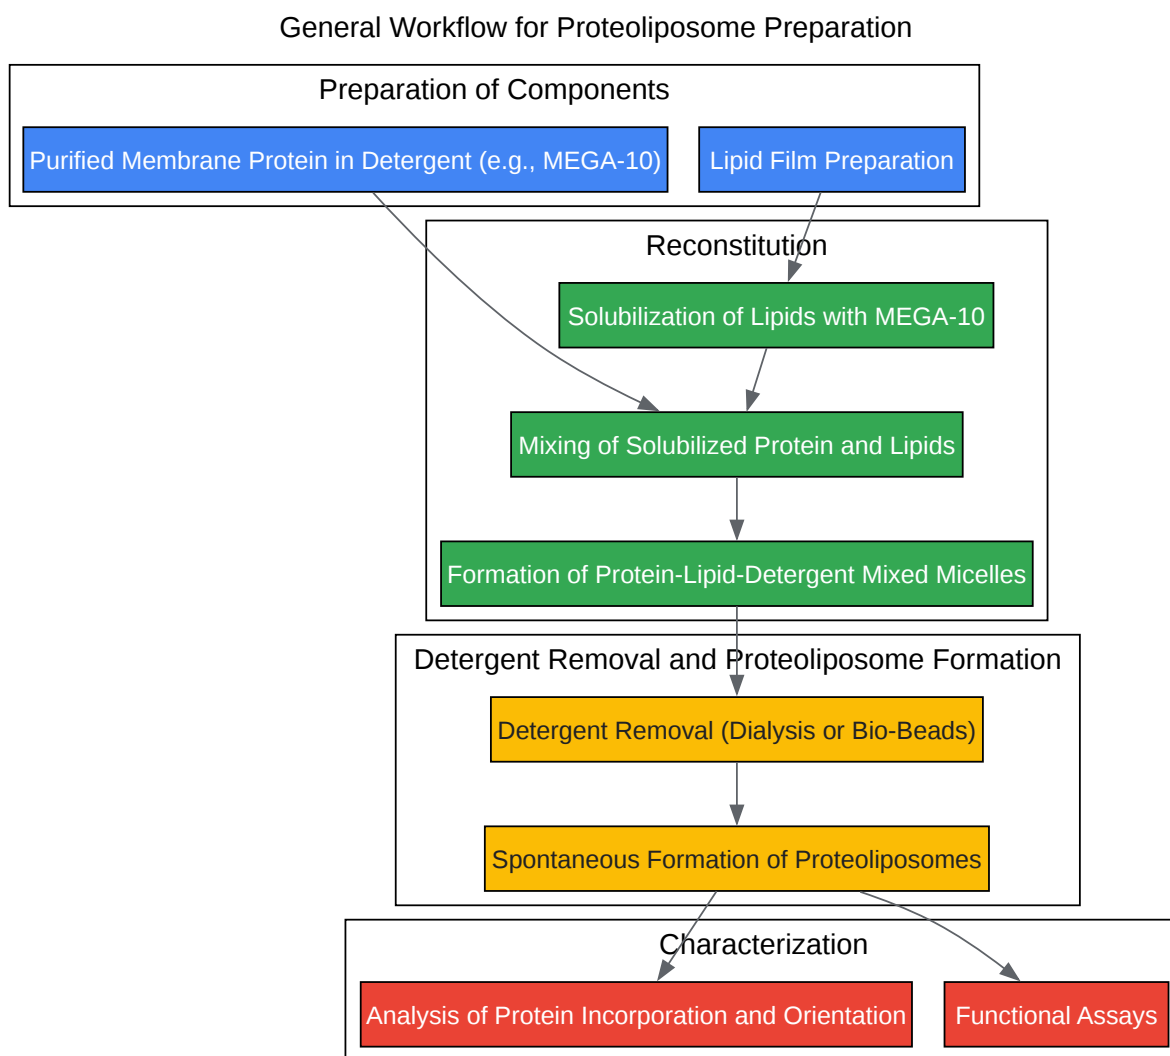 General Workflow for Proteoliposome Preparation
Preparation of Components
Purified Membrane Protein in Detergent (e.g., MEGA-10)
Lipid Film Preparation
Reconstitution
Solubilization of Lipids with MEGA-10
Mixing of Solubilized Protein and Lipids
Formation of Protein-Lipid-Detergent Mixed Micelles
Detergent Removal and Proteoliposome Formation
Detergent Removal (Dialysis or Bio-Beads)
Spontaneous Formation of Proteoliposomes
Characterization
Analysis of Protein Incorporation and Orientation
Functional Assays